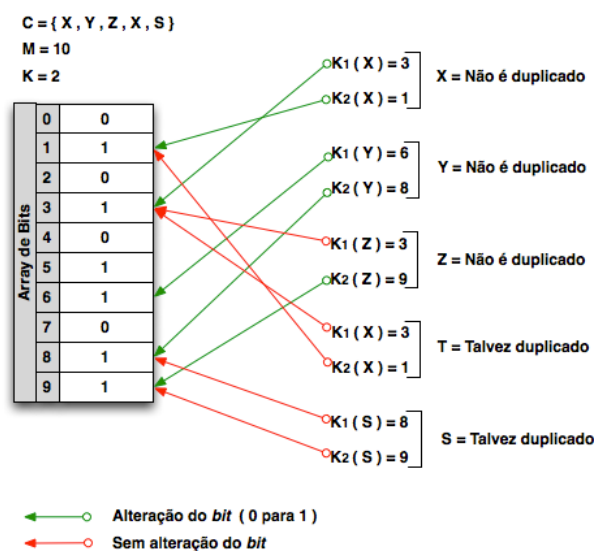 C = { X , Y , Z , X , S }
M = 10
K = 2
Array de Bits
0 0
1 1
2 0
3 1
4 0
5 1
6 1
7 0
8 1
9 1
K1 ( X ) = 3
K2 ( X ) = 1
X = Não é duplicado
K1 ( Y ) = 6
K2 ( Y ) = 8
Y = Não é duplicado
K1 ( Z ) = 3
K2 ( Z ) = 9
Z = Não é duplicado
K1 ( X ) = 3
K2 ( X ) = 1
T = Talvez duplicado
K1 ( S ) = 8
K2 ( S ) = 9
S = Talvez duplicado
Alteração do bit ( 0 para 1 )
Sem alteração do bit